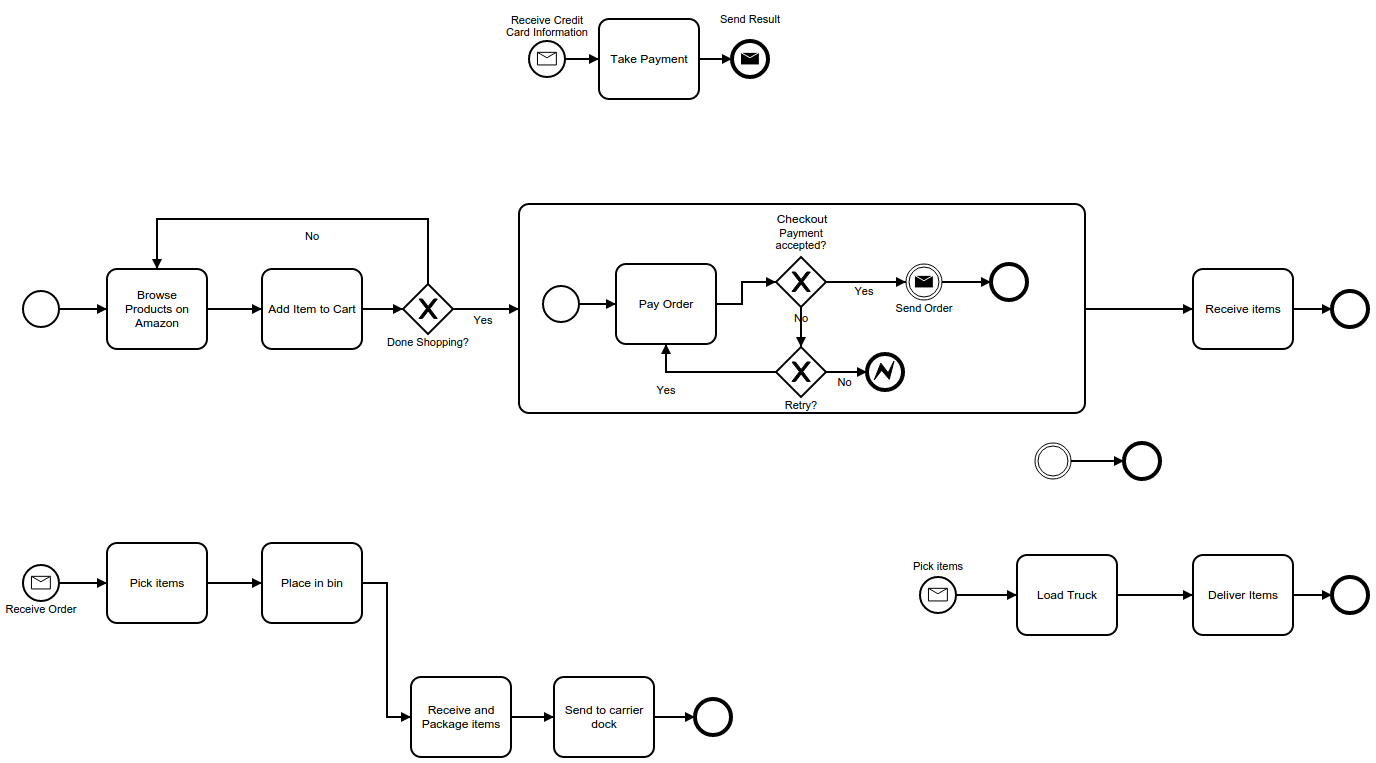 Receive Credit
Card Information
Send Result
Take Payment
No
Checkout
Payment
accepted?
Browse
Products on
Amazon
Add Item to Cart
Done Shopping?
Yes
Pay Order
Yes
Send Order
No
Yes
No
Retry?
Receive items
Receive Order
Pick items
Place in bin
Pick items
Load Truck
Deliver Items
Receive and
Package items
Send to carrier
dock